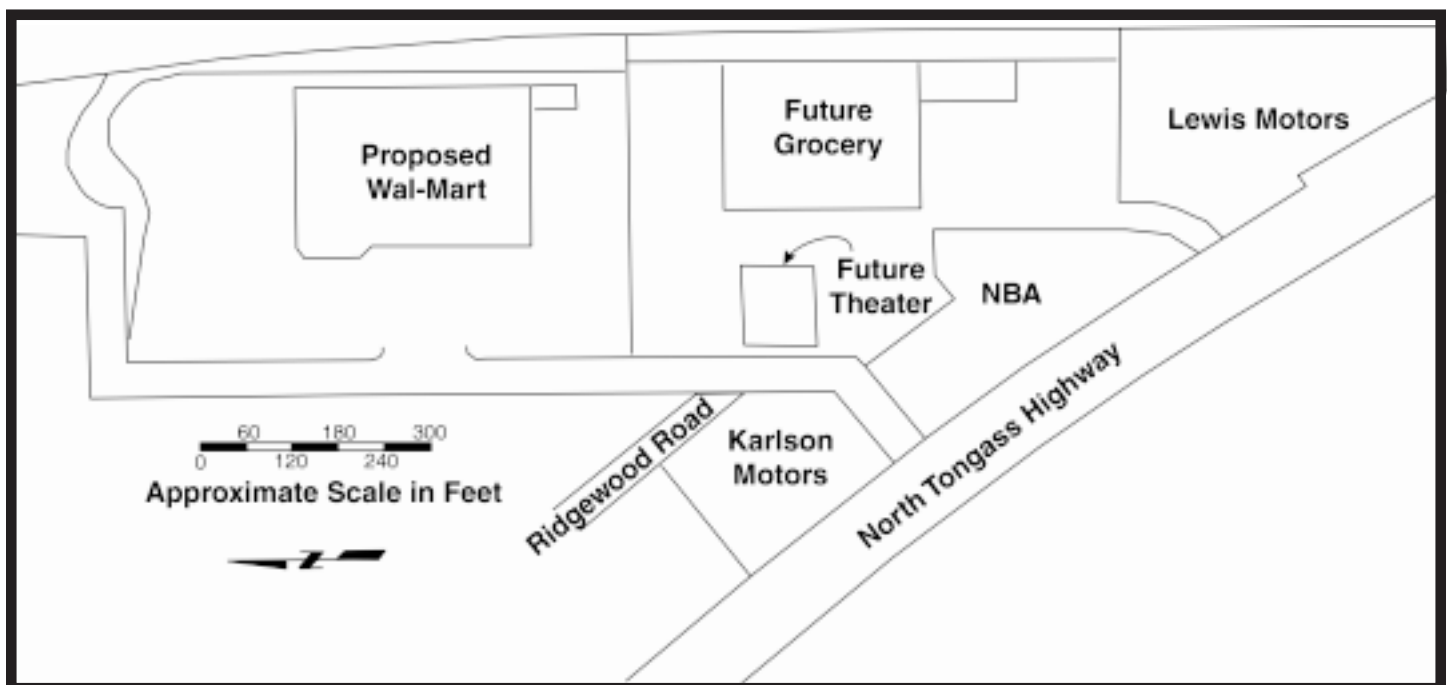 Proposed
Wal-Mart
Future
Grocery
Lewis Motors
Future
Theater
NBA
Ridgewood Road
Karlson
Motors
North Tongass Highway
60 180 300
0 120 240
Approximate Scale in Feet
N